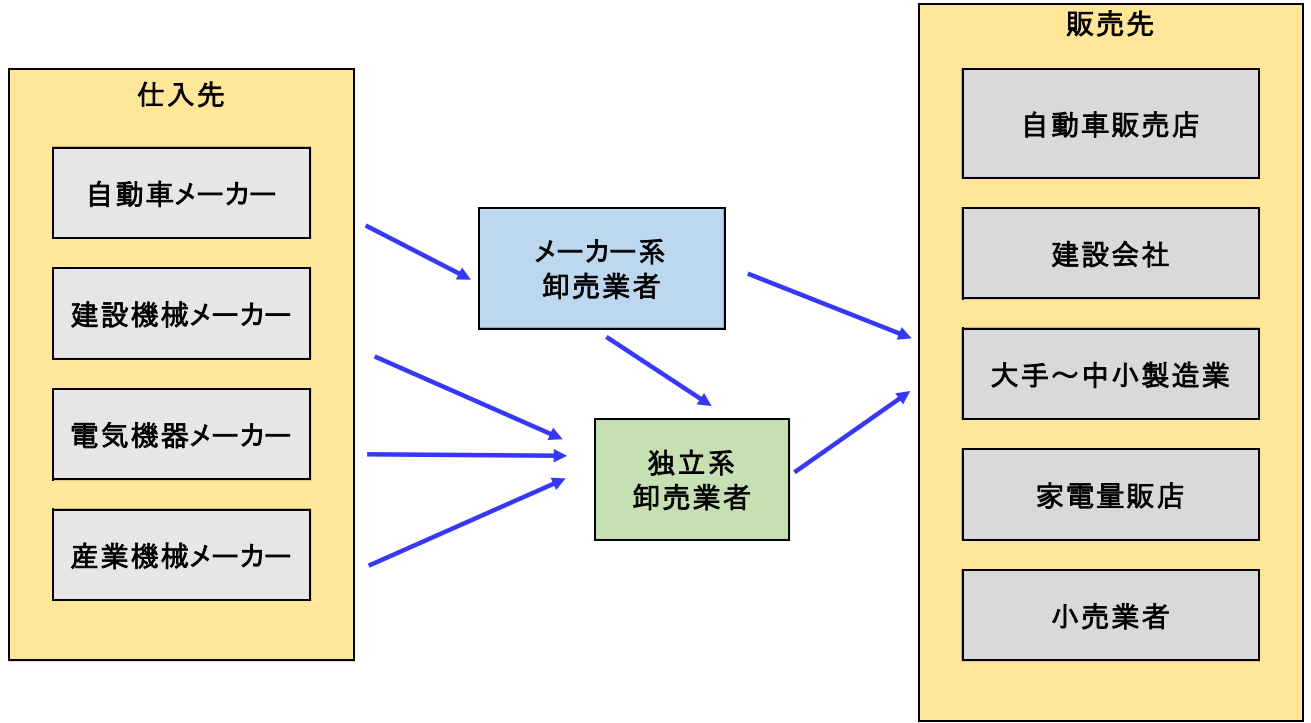 仕入先
自動車メーカー
建設機械メーカー
電気機器メーカー
産業機械メーカー
メーカー系
卸売業者
独立系
卸売業者
販売先
自動車販売店
建設会社
大手～中小製造業
家電量販店
小売業者